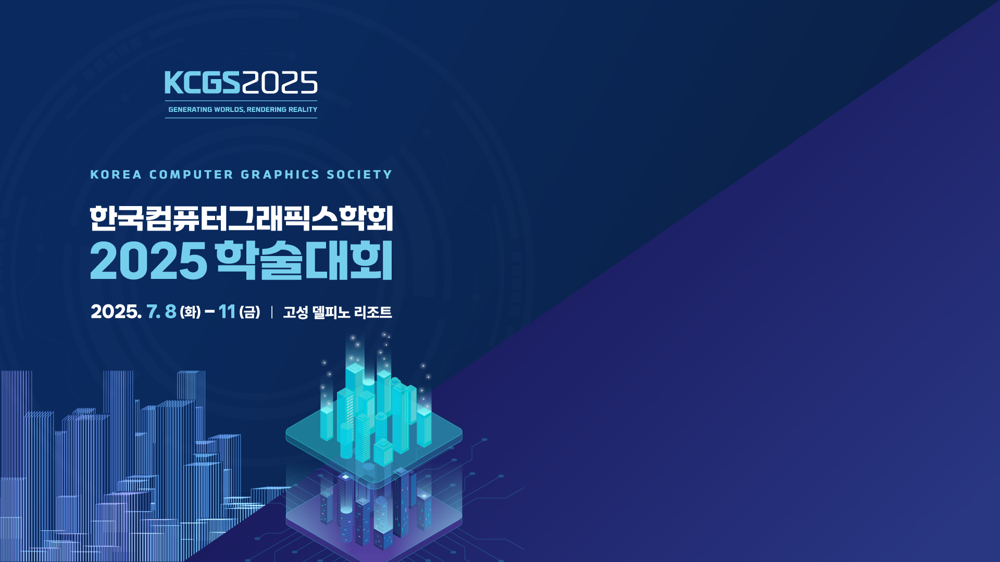 KCGS2025
GENERATING WORLDS, RENDERING REALITY
KOREA COMPUTER GRAPHICS SOCIETY
한국컴퓨터그래픽스학회
2025 학술대회
2025. 7. 8 (화) – 11 (금) | 고성 델피노 리조트